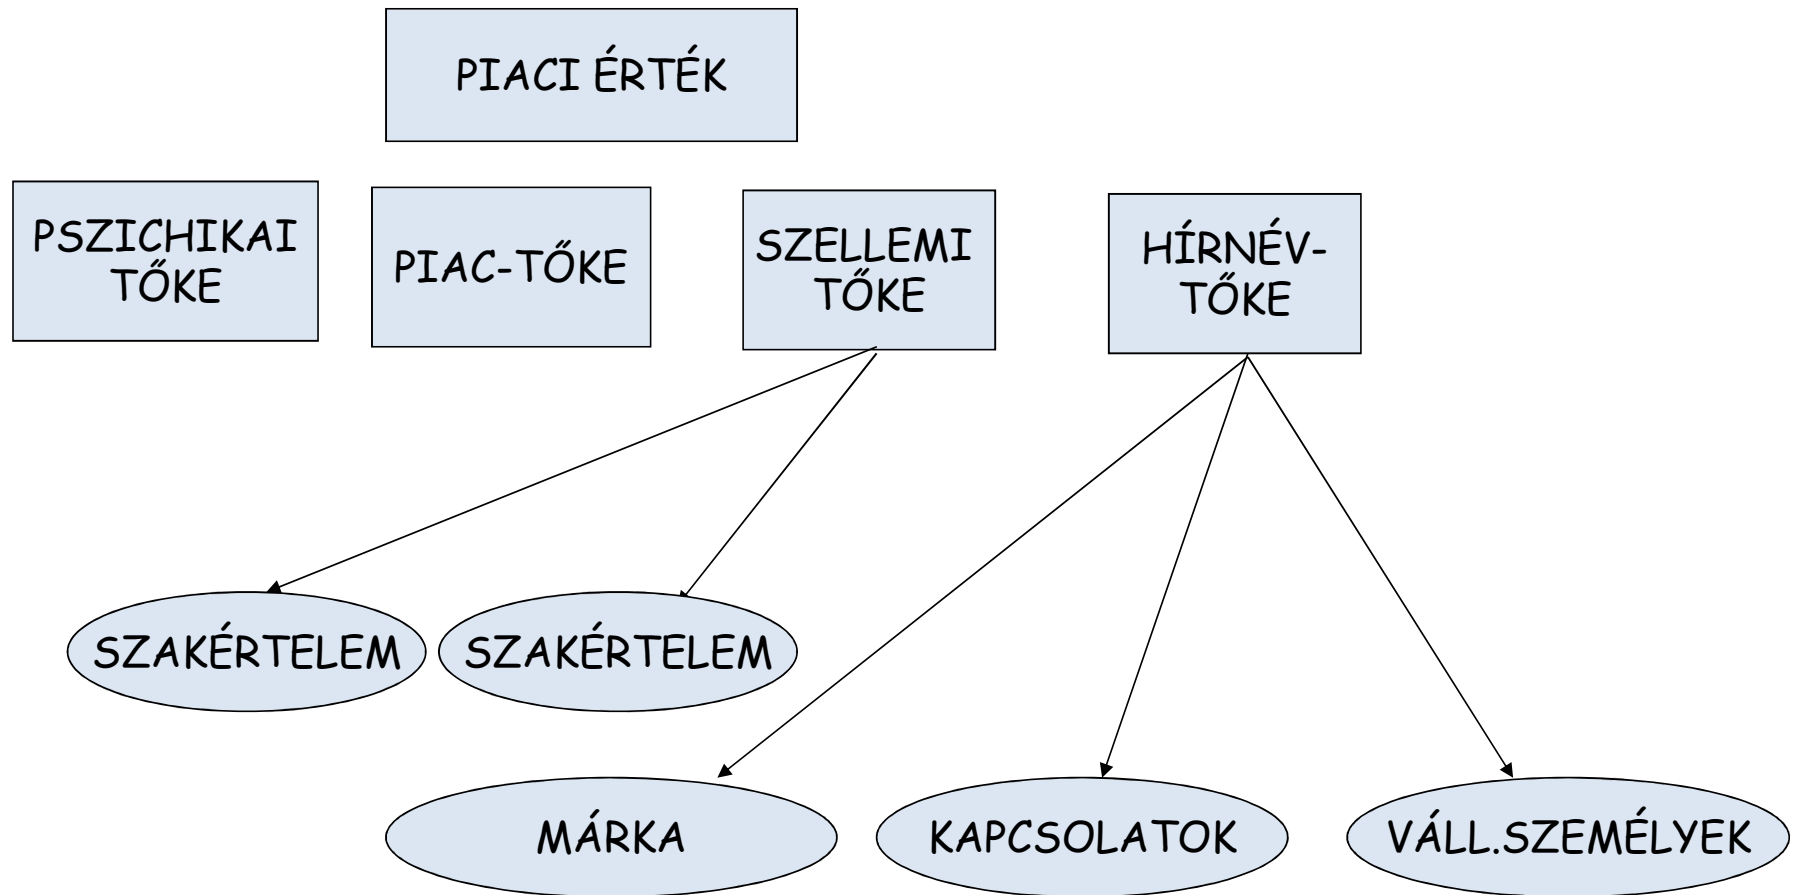 PIACI ÉRTÉK
PSZICHIKAI
TŐKE
PIAC-TŐKE
SZELLEMI
TŐKE
HÍRNÉV-
TŐKE
SZAKÉRTELEM
SZAKÉRTELEM
MÁRKA
KAPCSOLATOK
VÁLL.SZEMÉLYEK